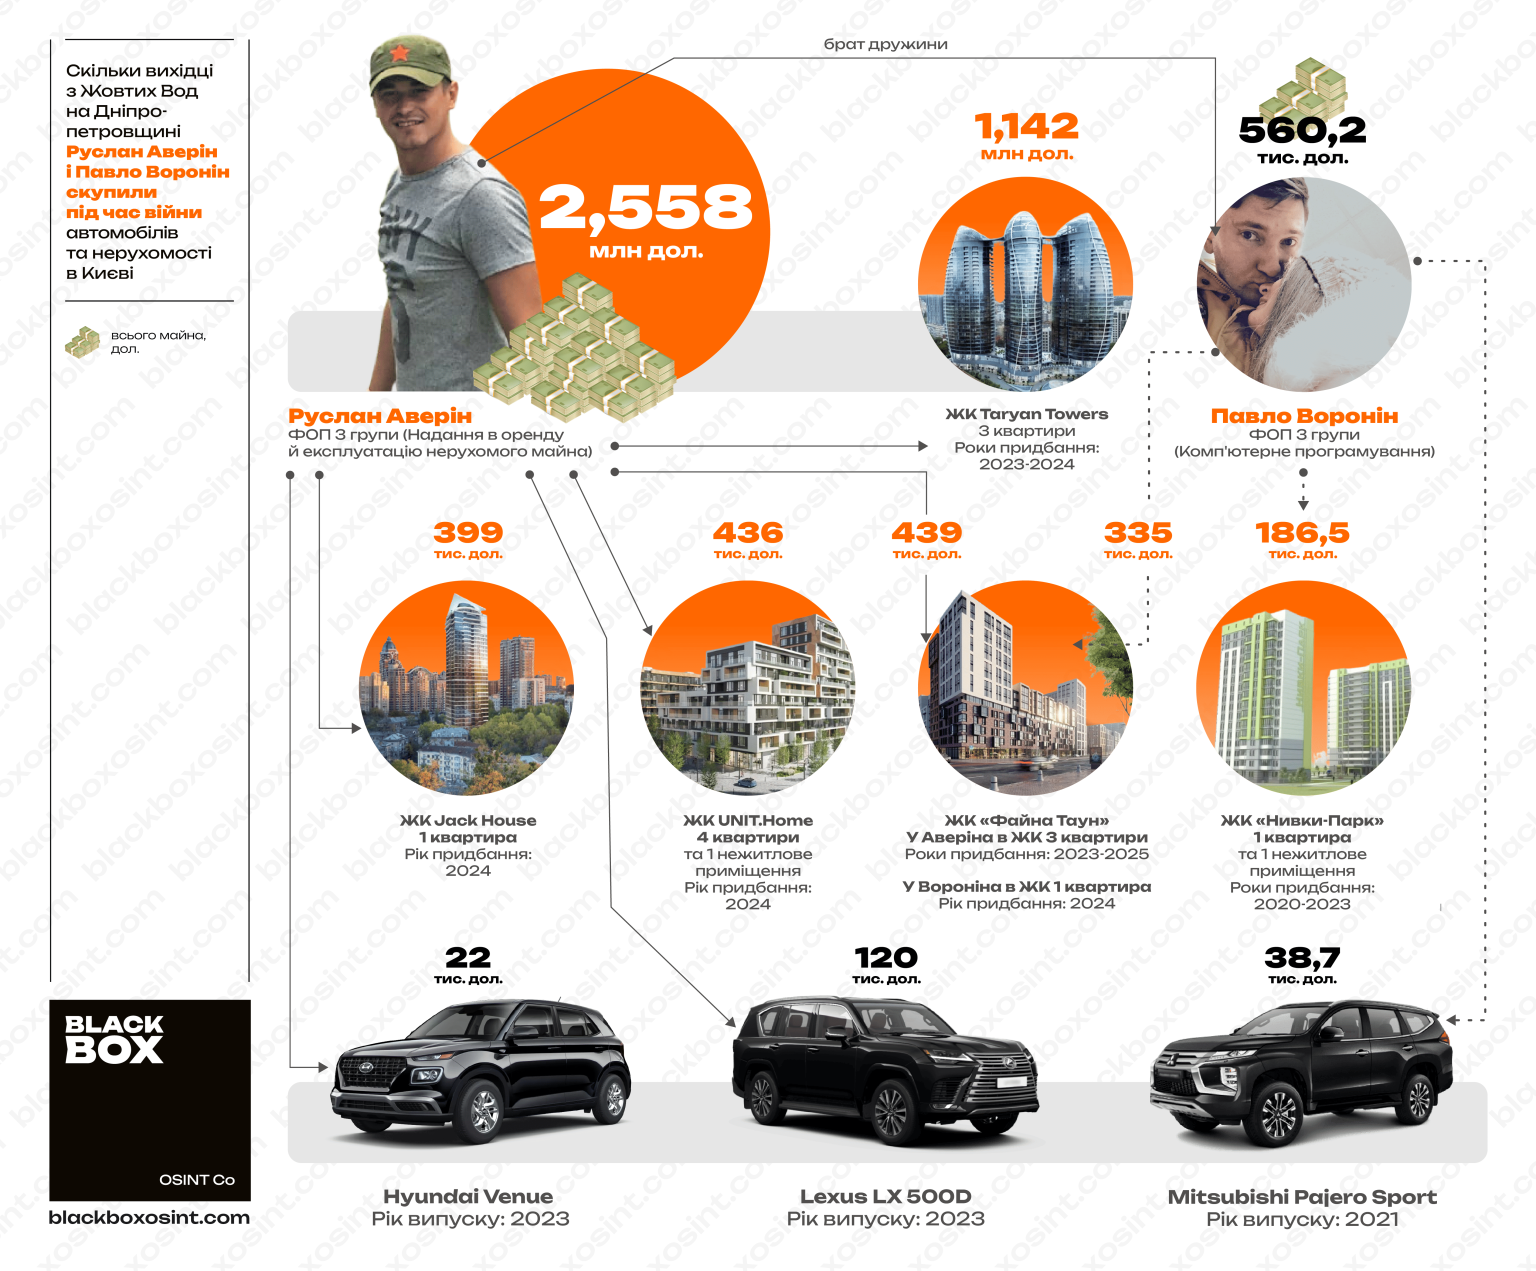 Скільки вихідці
з Жовтих Вод
на Дніпро-
петровщині
Руслан Аверін
і Павло Воронін
скупили
під час війни
автомобілів
та нерухомості
в Києві
всього майна,
дол.
брат дружини
2,558
млн дол.
1,142
млн дол.
560,2
тис. дол.
Руслан Аверін
ФОП 3 групи (Надання в оренду
й експлуатацію нерухомого майна)
ЖК Taryan Towers
3 квартири
Роки придбання:
2023-2024
Павло Воронін
ФОП 3 групи
(Комп'ютерне програмування)
399
тис. дол.
436
тис. дол.
439
тис. дол.
335
тис. дол.
186,5
тис. дол.
ЖК Jack House
1 квартира
Рік придбання:
2024
ЖК UNIT.Home
4 квартири
та 1 нежитлове
приміщення
Рік придбання:
2024
ЖК «Файна Таун»
У Аверіна в ЖК 3 квартири
Роки придбання: 2023-2025
У Вороніна в ЖК 1 квартира
Рік придбання: 2024
ЖК «Нивки-Парк»
1 квартира
та 1 нежитлове
приміщення
Роки придбання:
2020-2023
22
тис. дол.
120
тис. дол.
38,7
тис. дол.
Hyundai Venue
Рік випуску: 2023
Lexus LX 500D
Рік випуску: 2023
Mitsubishi Pajero Sport
Рік випуску: 2021
BLACK
BOX
OSINT Co
blackboxosint.com